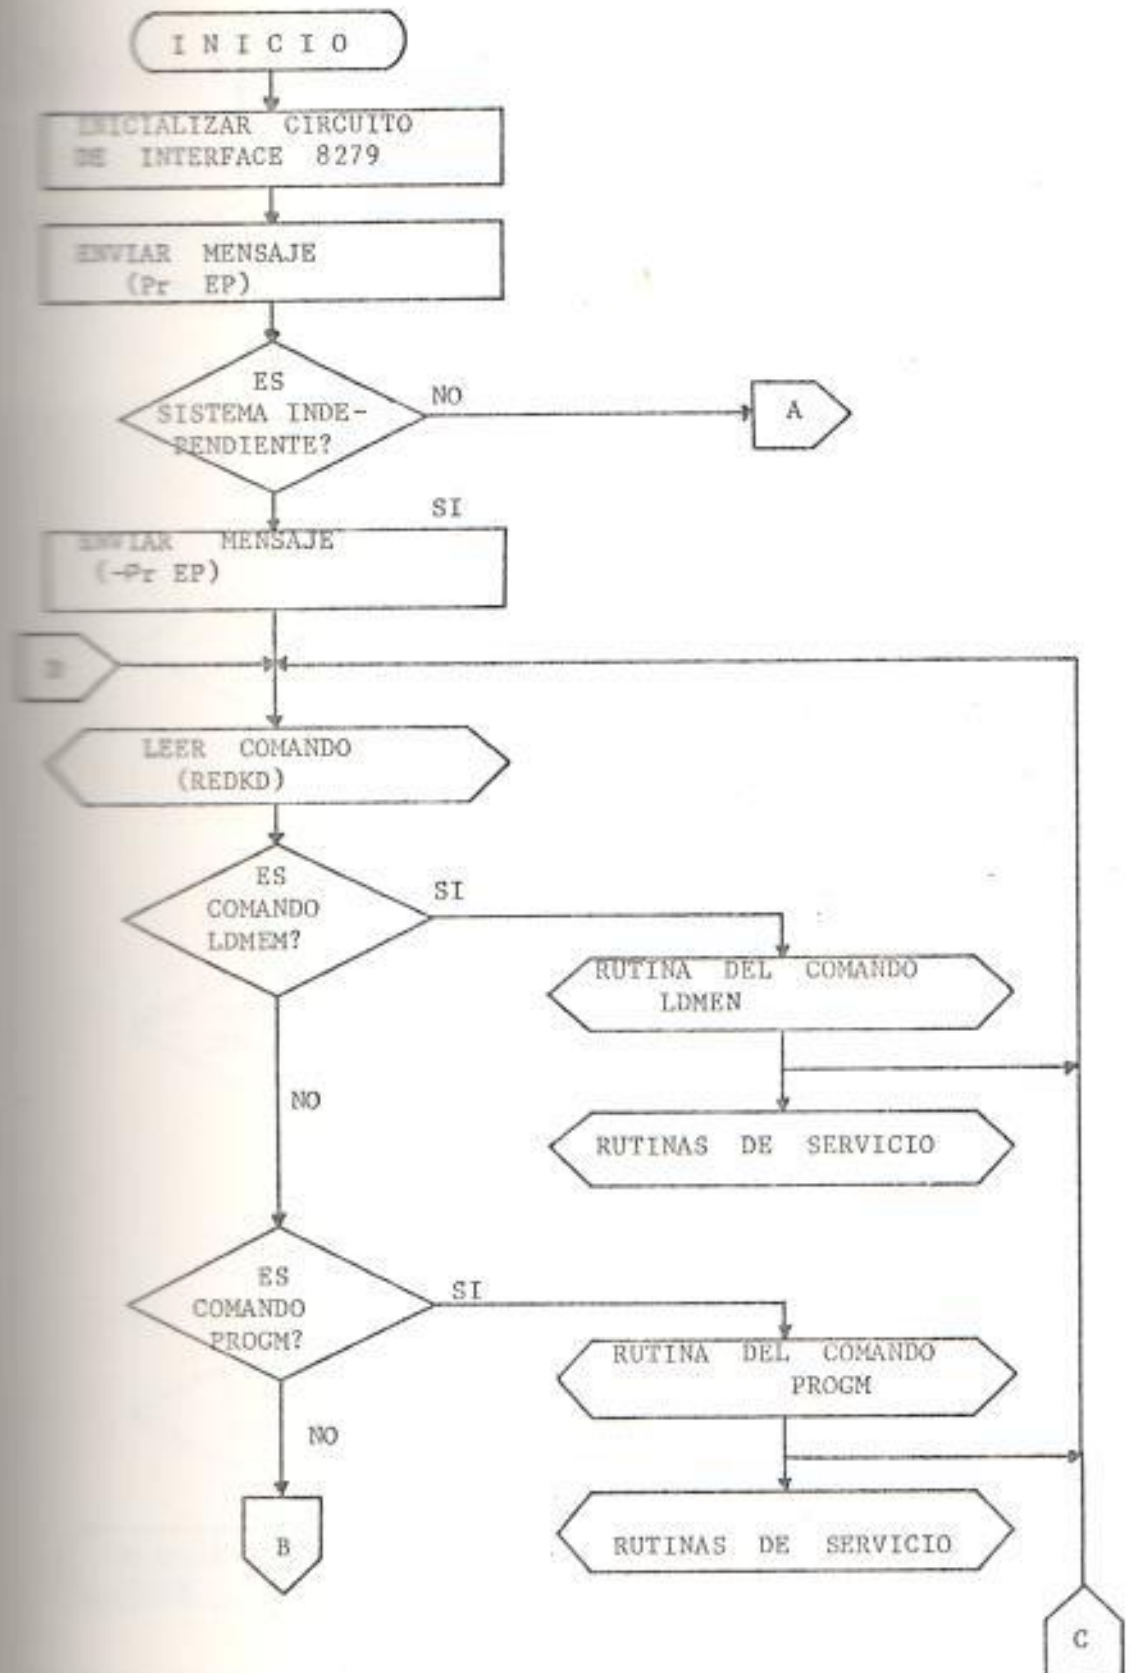 I N I C I O
INICIALIZAR CIRCUITO
DE INTERFACE 8279
ENVIAR MENSAJE
(Pr EP)
ES
SISTEMA INDE-
PENDIENTE?
NO
A
SI
ENVIAR MENSAJE
(-Pr EP)
LEER COMANDO
(REDKD)
ES
COMANDO
LDMEM?
SI
RUTINA DEL COMANDO
LDMEN
NO
RUTINAS DE SERVICIO
ES
COMANDO
PROGM?
SI
RUTINA DEL COMANDO
PROGM
NO
B
RUTINAS DE SERVICIO
C